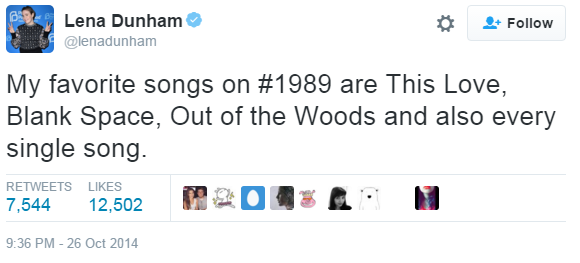 Lena Dunham
@lenadunham
Follow
My favorite songs on #1989 are This Love,
Blank Space, Out of the Woods and also every
single song.
RETWEETS LIKES
7,544 12,502
9:36 PM - 26 Oct 2014